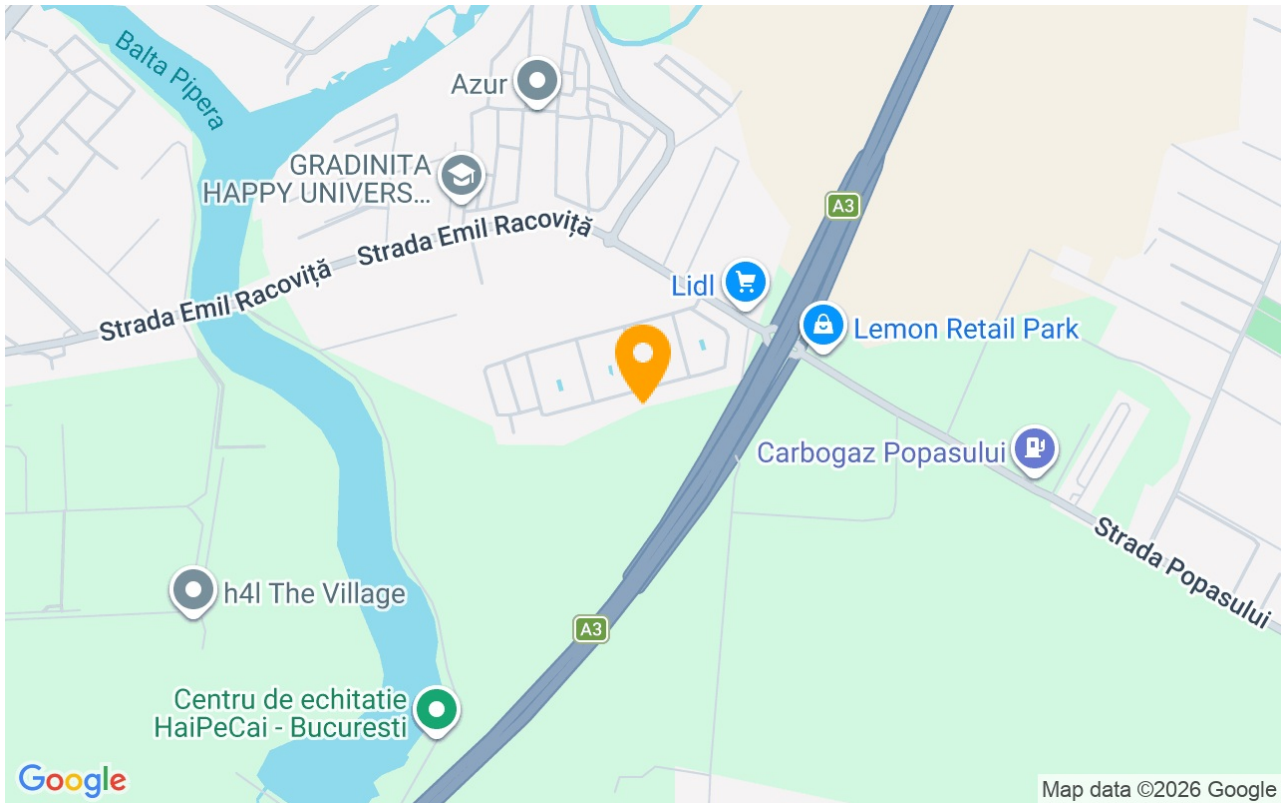 Balta Pipera
Azur
GRADINITA
HAPPY UNIVERS...
Strada Emil Racoviță
Strada Emil Racoviță
A3
Lidl
Lemon Retail Park
Carbogaz Popasului
Strada Popasului
h4l The Village
A3
Centru de echitatie
HaiPeCai - Bucuresti
Google
Map data ©2026 Google